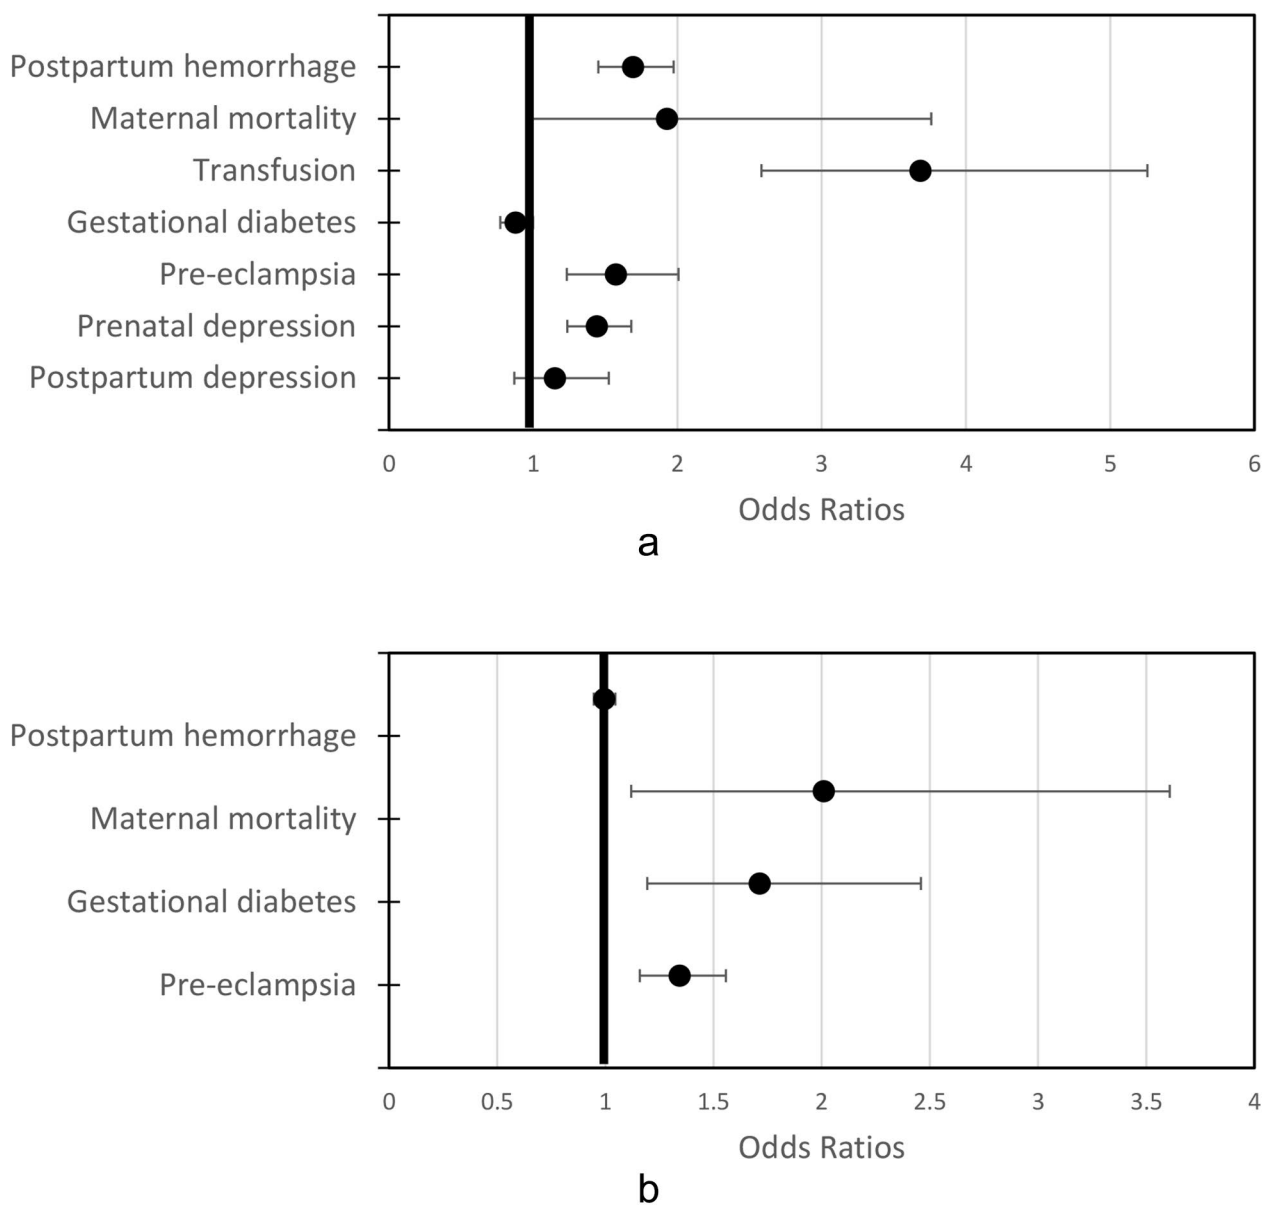 Postpartum hemorrhage
Maternal mortality
Transfusion
Gestational diabetes
Pre-eclampsia
Prenatal depression
Postpartum depression
0 1 2 3 4 5 6
Odds Ratios
a
Postpartum hemorrhage
Maternal mortality
Gestational diabetes
Pre-eclampsia
0 0.5 1 1.5 2 2.5 3 3.5 4
Odds Ratios
b